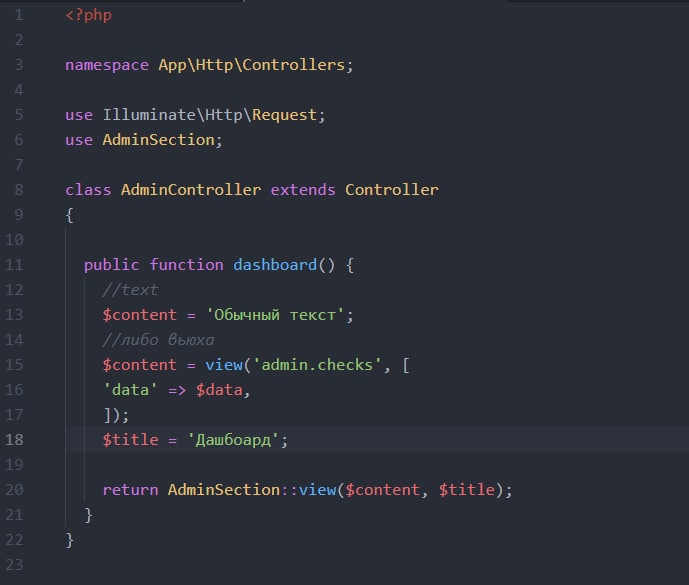 1 <?php
2
3 namespace App\Http\Controllers;
4
5 use Illuminate\Http\Request;
6 use AdminSection;
7
8 class AdminController extends Controller
9 {
10
11 public function dashboard() {
12 //text
13 $content = 'Обычный текст';
14 //либо вьюха
15 $content = view('admin.checks', [
16 'data' => $data,
17 ]);
18 $title = 'Дашбоард';
19
20 return AdminSection::view($content, $title);
21 }
22 }
23